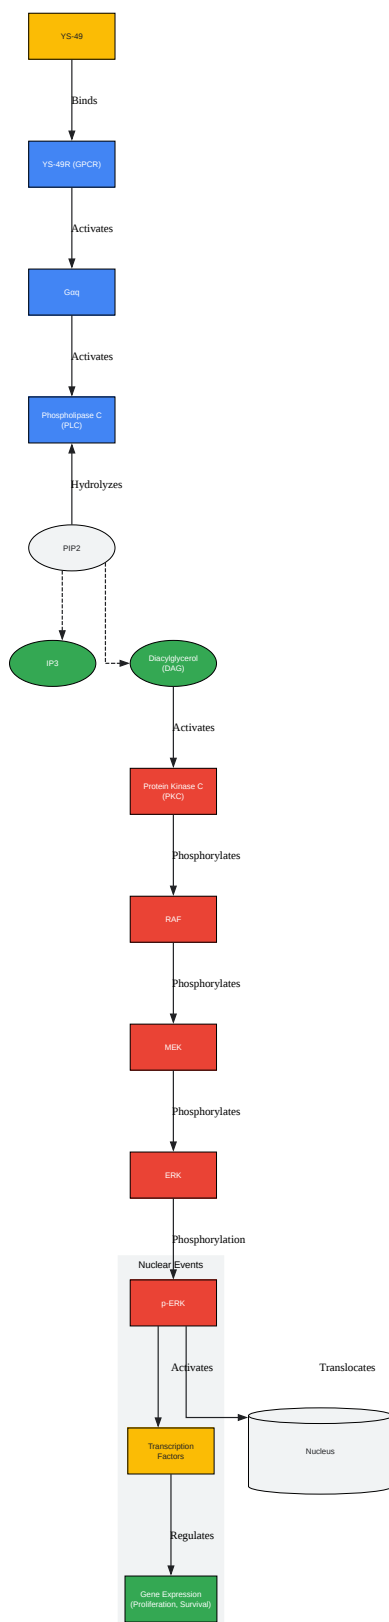 YS-49
Binds
YS-49R (GPCR)
Activates
Gαq
Activates
Phospholipase C
(PLC)
Hydrolyzes
PIP2
IP3
Diacylglycerol
(DAG)
Activates
Protein Kinase C
(PKC)
Phosphorylates
RAF
Phosphorylates
MEK
Phosphorylates
ERK
Phosphorylation
Nuclear Events
p-ERK
Activates
Translocates
Transcription
Factors
Nucleus
Regulates
Gene Expression
(Proliferation, Survival)